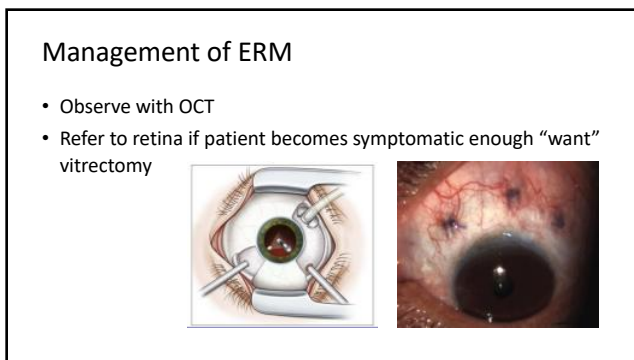 Management of ERM
• Observe with OCT
• Refer to retina if patient becomes symptomatic enough “want”
vitrectomy